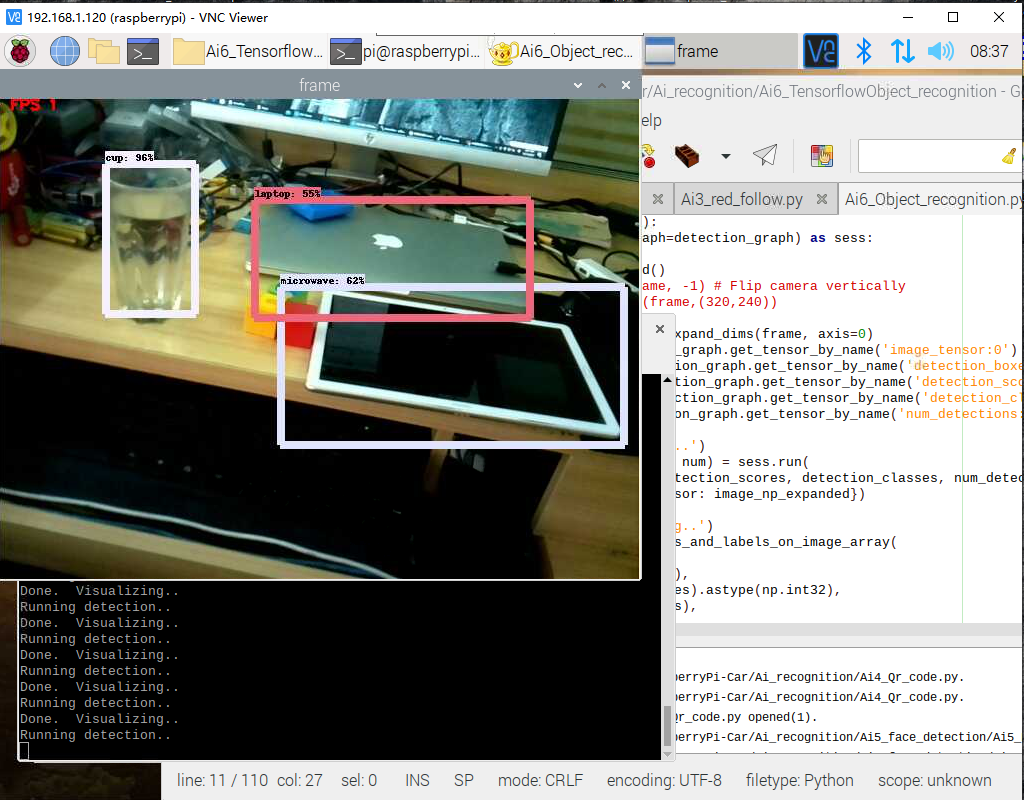 192.168.1.120 (raspberrypi) - VNC Viewer
Ai6_Tensorflow... pi@raspberrypi... Ai6_Object_rec... frame 08:37
frame
r/Ai_recognition/Ai6_TensorflowObject_recognition - G
elp
FPS 1
cup: 96%
laptop: 55%
microwave: 62%
Ai3_red_follow.py Ai6_Object_recognition.py
):
aph=detection_graph) as sess:
d()
ame, -1) # Flip camera vertically
(frame,(320,240))
xpand_dims(frame, axis=0)
_graph.get_tensor_by_name('image_tensor:0')
ion_graph.get_tensor_by_name('detection_boxe
tion_graph.get_tensor_by_name('detection_sco
ection_graph.get_tensor_by_name('detection_cl
on_graph.get_tensor_by_name('num_detections:
..')
num) = sess.run(
tection_scores, detection_classes, num_detec
sor: image_np_expanded})
g..')
s_and_labels_on_image_array(
),
es).astype(np.int32),
s),
Done.  Visualizing..
Running detection..
Done.  Visualizing..
Running detection..
Done.  Visualizing..
Running detection..
Done.  Visualizing..
Running detection..
Done.  Visualizing..
Running detection..
berryPi-Car/Ai_recognition/Ai4_Qr_code.py.
berryPi-Car/Ai_recognition/Ai4_Qr_code.py.
Qr_code.py opened(1).
berryPi-Car/Ai_recognition/Ai5_face_detection/Ai5_
line: 11 / 110 col: 27 sel: 0 INS SP mode: CRLF encoding: UTF-8 filetype: Python scope: unknown